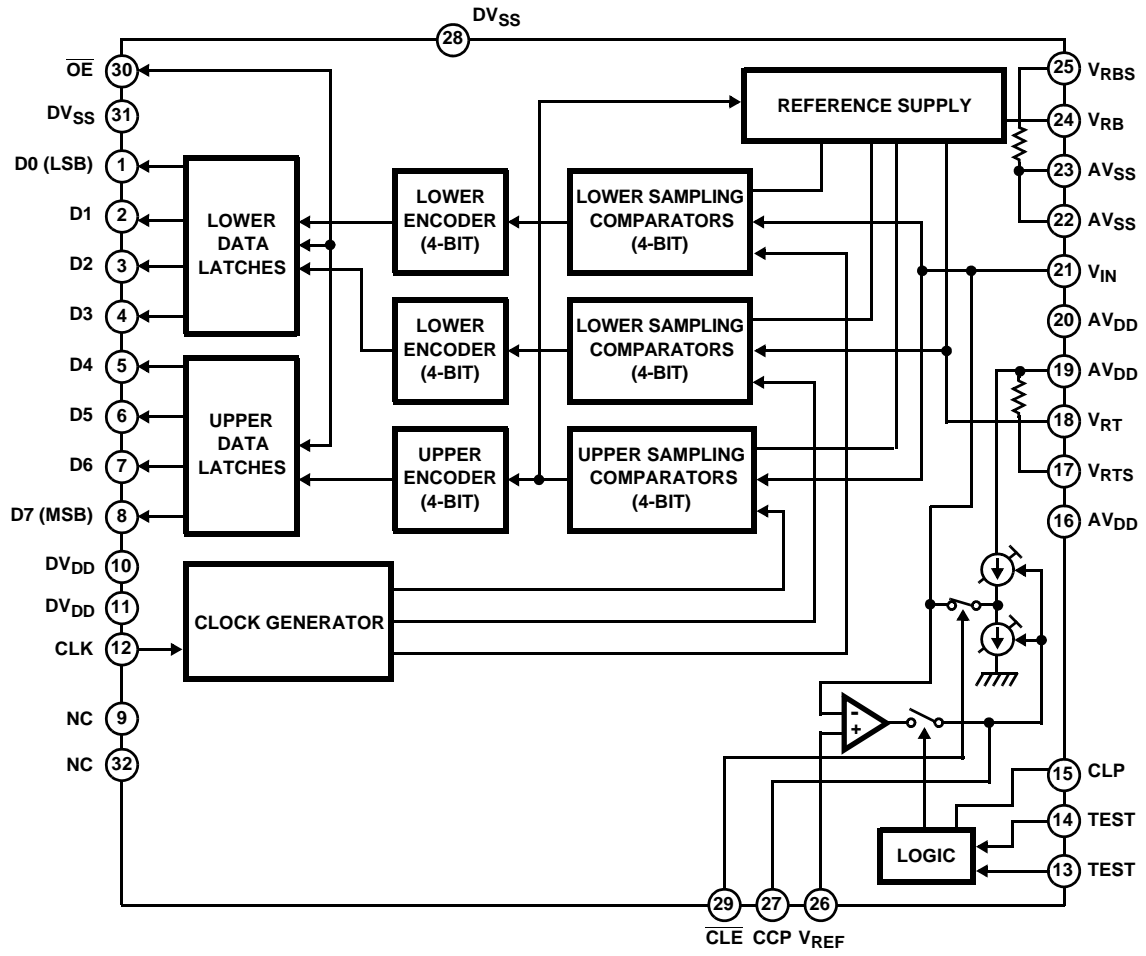 DVSS
28
OE
30
DVSS
31
D0 (LSB)
1
D1
2
D2
3
D3
4
D4
5
D5
6
D6
7
D7 (MSB)
8
DVDD
10
DVDD
11
CLK
12
NC
9
NC
32
LOWER
DATA
LATCHES
UPPER
DATA
LATCHES
CLOCK GENERATOR
LOWER
ENCODER
(4-BIT)
LOWER
ENCODER
(4-BIT)
UPPER
ENCODER
(4-BIT)
LOWER SAMPLING
COMPARATORS
(4-BIT)
LOWER SAMPLING
COMPARATORS
(4-BIT)
UPPER SAMPLING
COMPARATORS
(4-BIT)
REFERENCE SUPPLY
25
VRBS
24
VRB
23
AVSS
22
AVSS
21
VIN
20
AVDD
19
AVDD
18
VRT
17
VRTS
16
AVDD
-
+
15
CLP
14
TEST
13
TEST
LOGIC
29
CLE
27
CCP
26
VREF